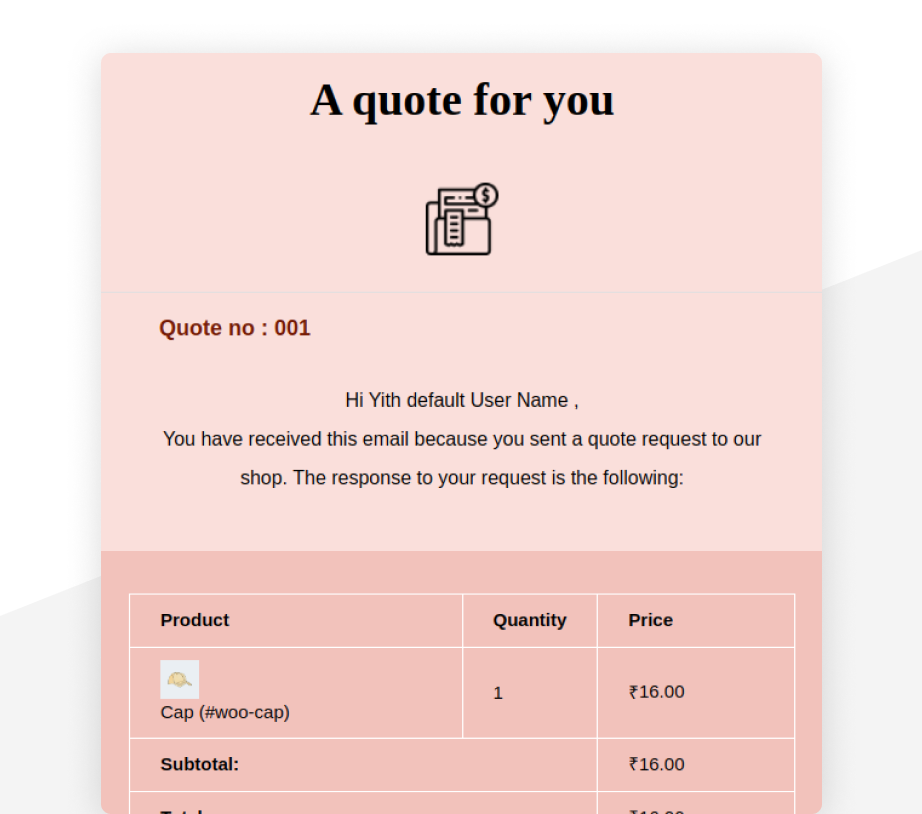 A quote for you
$
Quote no : 001
Hi Yith default User Name ,
You have received this email because you sent a quote request to our
shop. The response to your request is the following:
Product Quantity Price
Cap (#woo-cap) 1 ₹16.00
Subtotal: ₹16.00